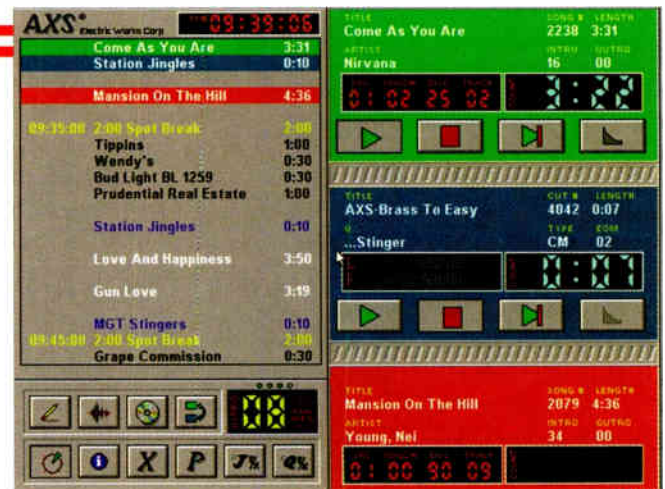 AXS Electric Works Corp 09:39:06
Come As You Are 3:31
Station Jingles 0:10
Mansion On The Hill 4:36
09:35:00 2:00 Spot Break 2:00
Tippins 1:00
Wendy's 0:30
Bud Light BL 1259 0:30
Prudential Real Estate 1:00
Station Jingles 0:10
Love And Happiness 3:50
Gun Love 3:19
MGT Stingers 0:10
09:45:00 2:00 Spot Break 2:00
Grape Commission 0:30
X P J% Q%
TITLE SONG # LENGTH
Come As You Are 2238 3:31
ARTIST INTRO OUTRO
Nirvana 16 00
01 02 25 02 3:22
TITLE CUT # LENGTH
AXS-Brass To Easy 4042 0:07
Q TYPE EOM
...Stinger CM 02
0:07
TITLE SONG # LENGTH
Mansion On The Hill 2079 4:36
ARTIST INTRO OUTRO
Young, Nei 34 00
01 00 90 09